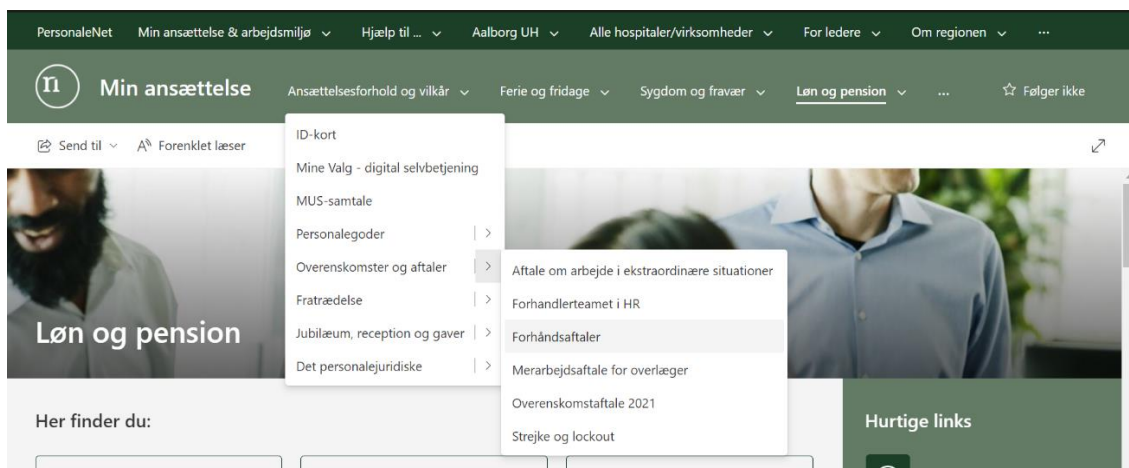 PersonaleNet Min ansættelse & arbejdsmiljø Hjælp til ... Aalborg UH Alle hospitaler/virksomheder For ledere Om regionen ...
n Min ansættelse Ansættelsesforhold og vilkår Ferie og fridage Sygdom og fravær Løn og pension ... Følger ikke
Send til Forenklet læser
ID-kort
Mine Valg - digital selvbetjening
MUS-samtale
Personalegoder
Overenskomster og aftaler
Fratrædelse
Jubilæum, reception og gaver
Det personalejuridiske
Aftale om arbejde i ekstraordinære situationer
Forhandlerteamet i HR
Forhåndsaftaler
Merarbejdsaftale for overlæger
Overenskomstaftale 2021
Strejke og lockout
Løn og pension
Her finder du:
Hurtige links